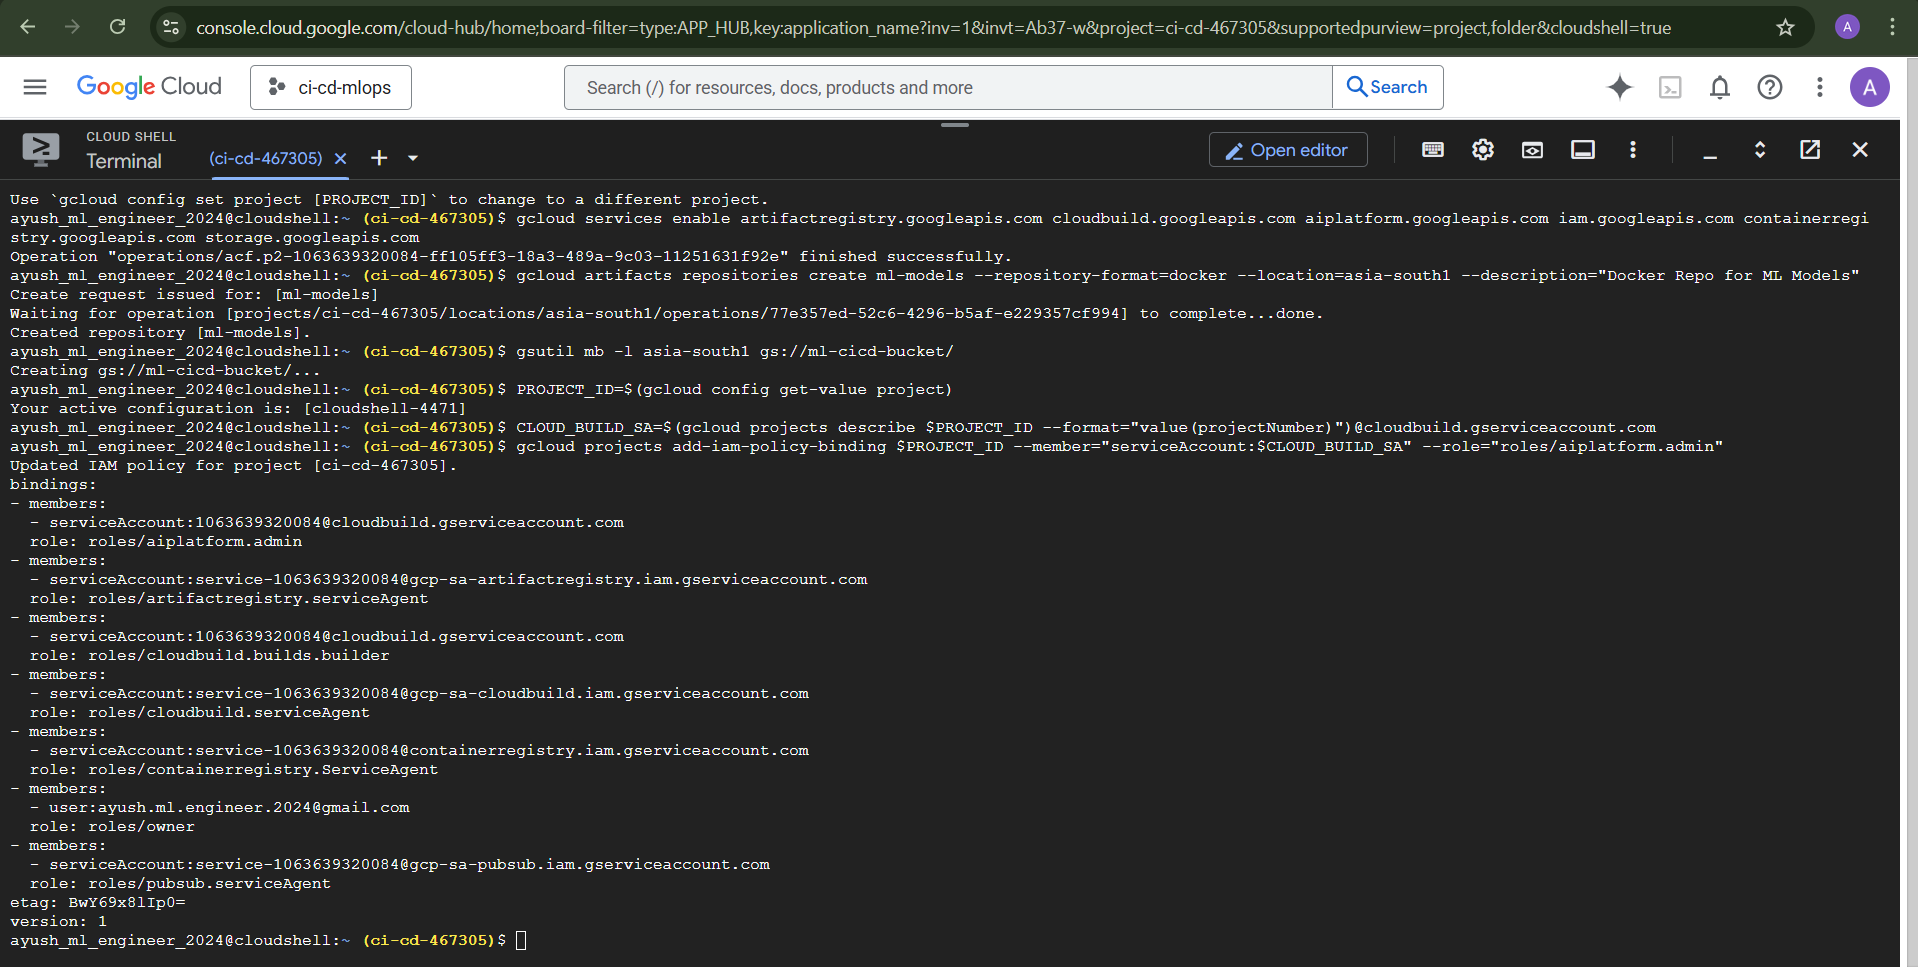 console.cloud.google.com/cloud-hub/home;board-filter=type:APP_HUB,key:application_name?inv=1&invt=Ab37-w&project=ci-cd-467305&supportedpurview=project,folder&cloudshell=true
A
Google Cloud
ci-cd-mlops
Search (/) for resources, docs, products and more
Search
A
CLOUD SHELL
Terminal
(ci-cd-467305)
Open editor
Use `gcloud config set project [PROJECT_ID]` to change to a different project.
ayush_ml_engineer_2024@cloudshell:~ (ci-cd-467305)$ gcloud services enable artifactregistry.googleapis.com cloudbuild.googleapis.com aiplatform.googleapis.com iam.googleapis.com containerregi
stry.googleapis.com storage.googleapis.com
Operation "operations/acf.p2-1063639320084-ff105ff3-18a3-489a-9c03-11251631f92e" finished successfully.
ayush_ml_engineer_2024@cloudshell:~ (ci-cd-467305)$ gcloud artifacts repositories create ml-models --repository-format=docker --location=asia-south1 --description="Docker Repo for ML Models"
Create request issued for: [ml-models]
Waiting for operation [projects/ci-cd-467305/locations/asia-south1/operations/77e357ed-52c6-4296-b5af-e229357cf994] to complete...done.
Created repository [ml-models].
ayush_ml_engineer_2024@cloudshell:~ (ci-cd-467305)$ gsutil mb -l asia-south1 gs://ml-cicd-bucket/
Creating gs://ml-cicd-bucket/...
ayush_ml_engineer_2024@cloudshell:~ (ci-cd-467305)$ PROJECT_ID=$(gcloud config get-value project)
Your active configuration is: [cloudshell-4471]
ayush_ml_engineer_2024@cloudshell:~ (ci-cd-467305)$ CLOUD_BUILD_SA=$(gcloud projects describe $PROJECT_ID --format="value(projectNumber)")@cloudbuild.gserviceaccount.com
ayush_ml_engineer_2024@cloudshell:~ (ci-cd-467305)$ gcloud projects add-iam-policy-binding $PROJECT_ID --member="serviceAccount:$CLOUD_BUILD_SA" --role="roles/aiplatform.admin"
Updated IAM policy for project [ci-cd-467305].
bindings:
- members:
  - serviceAccount:1063639320084@cloudbuild.gserviceaccount.com
  role: roles/aiplatform.admin
- members:
  - serviceAccount:service-1063639320084@gcp-sa-artifactregistry.iam.gserviceaccount.com
  role: roles/artifactregistry.serviceAgent
- members:
  - serviceAccount:1063639320084@cloudbuild.gserviceaccount.com
  role: roles/cloudbuild.builds.builder
- members:
  - serviceAccount:service-1063639320084@gcp-sa-cloudbuild.iam.gserviceaccount.com
  role: roles/cloudbuild.serviceAgent
- members:
  - serviceAccount:service-1063639320084@containerregistry.iam.gserviceaccount.com
  role: roles/containerregistry.ServiceAgent
- members:
  - user:ayush.ml.engineer.2024@gmail.com
  role: roles/owner
- members:
  - serviceAccount:service-1063639320084@gcp-sa-pubsub.iam.gserviceaccount.com
  role: roles/pubsub.serviceAgent
etag: BwY69x8lIp0=
version: 1
ayush_ml_engineer_2024@cloudshell:~ (ci-cd-467305)$